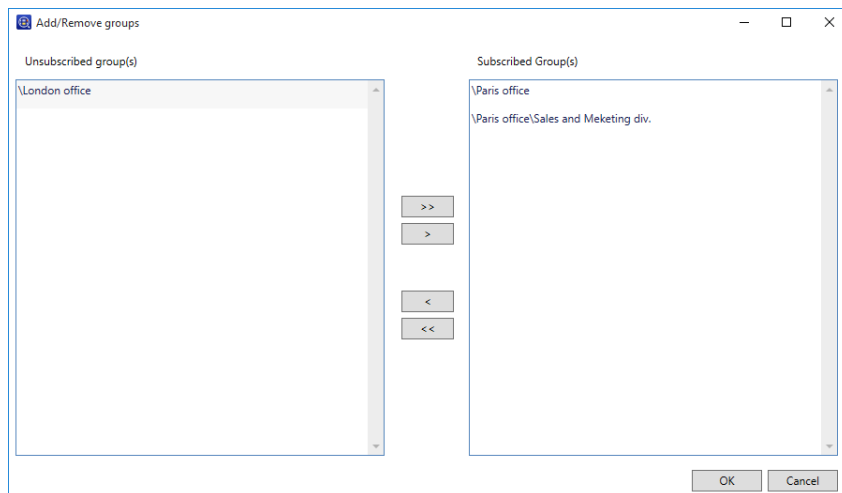 Add/Remove groups
Unsubscribed group(s)
Subscribed Group(s)
\London office
\Paris office
\Paris office\Sales and Meketing div.
>>
>
<
<<
OK
Cancel